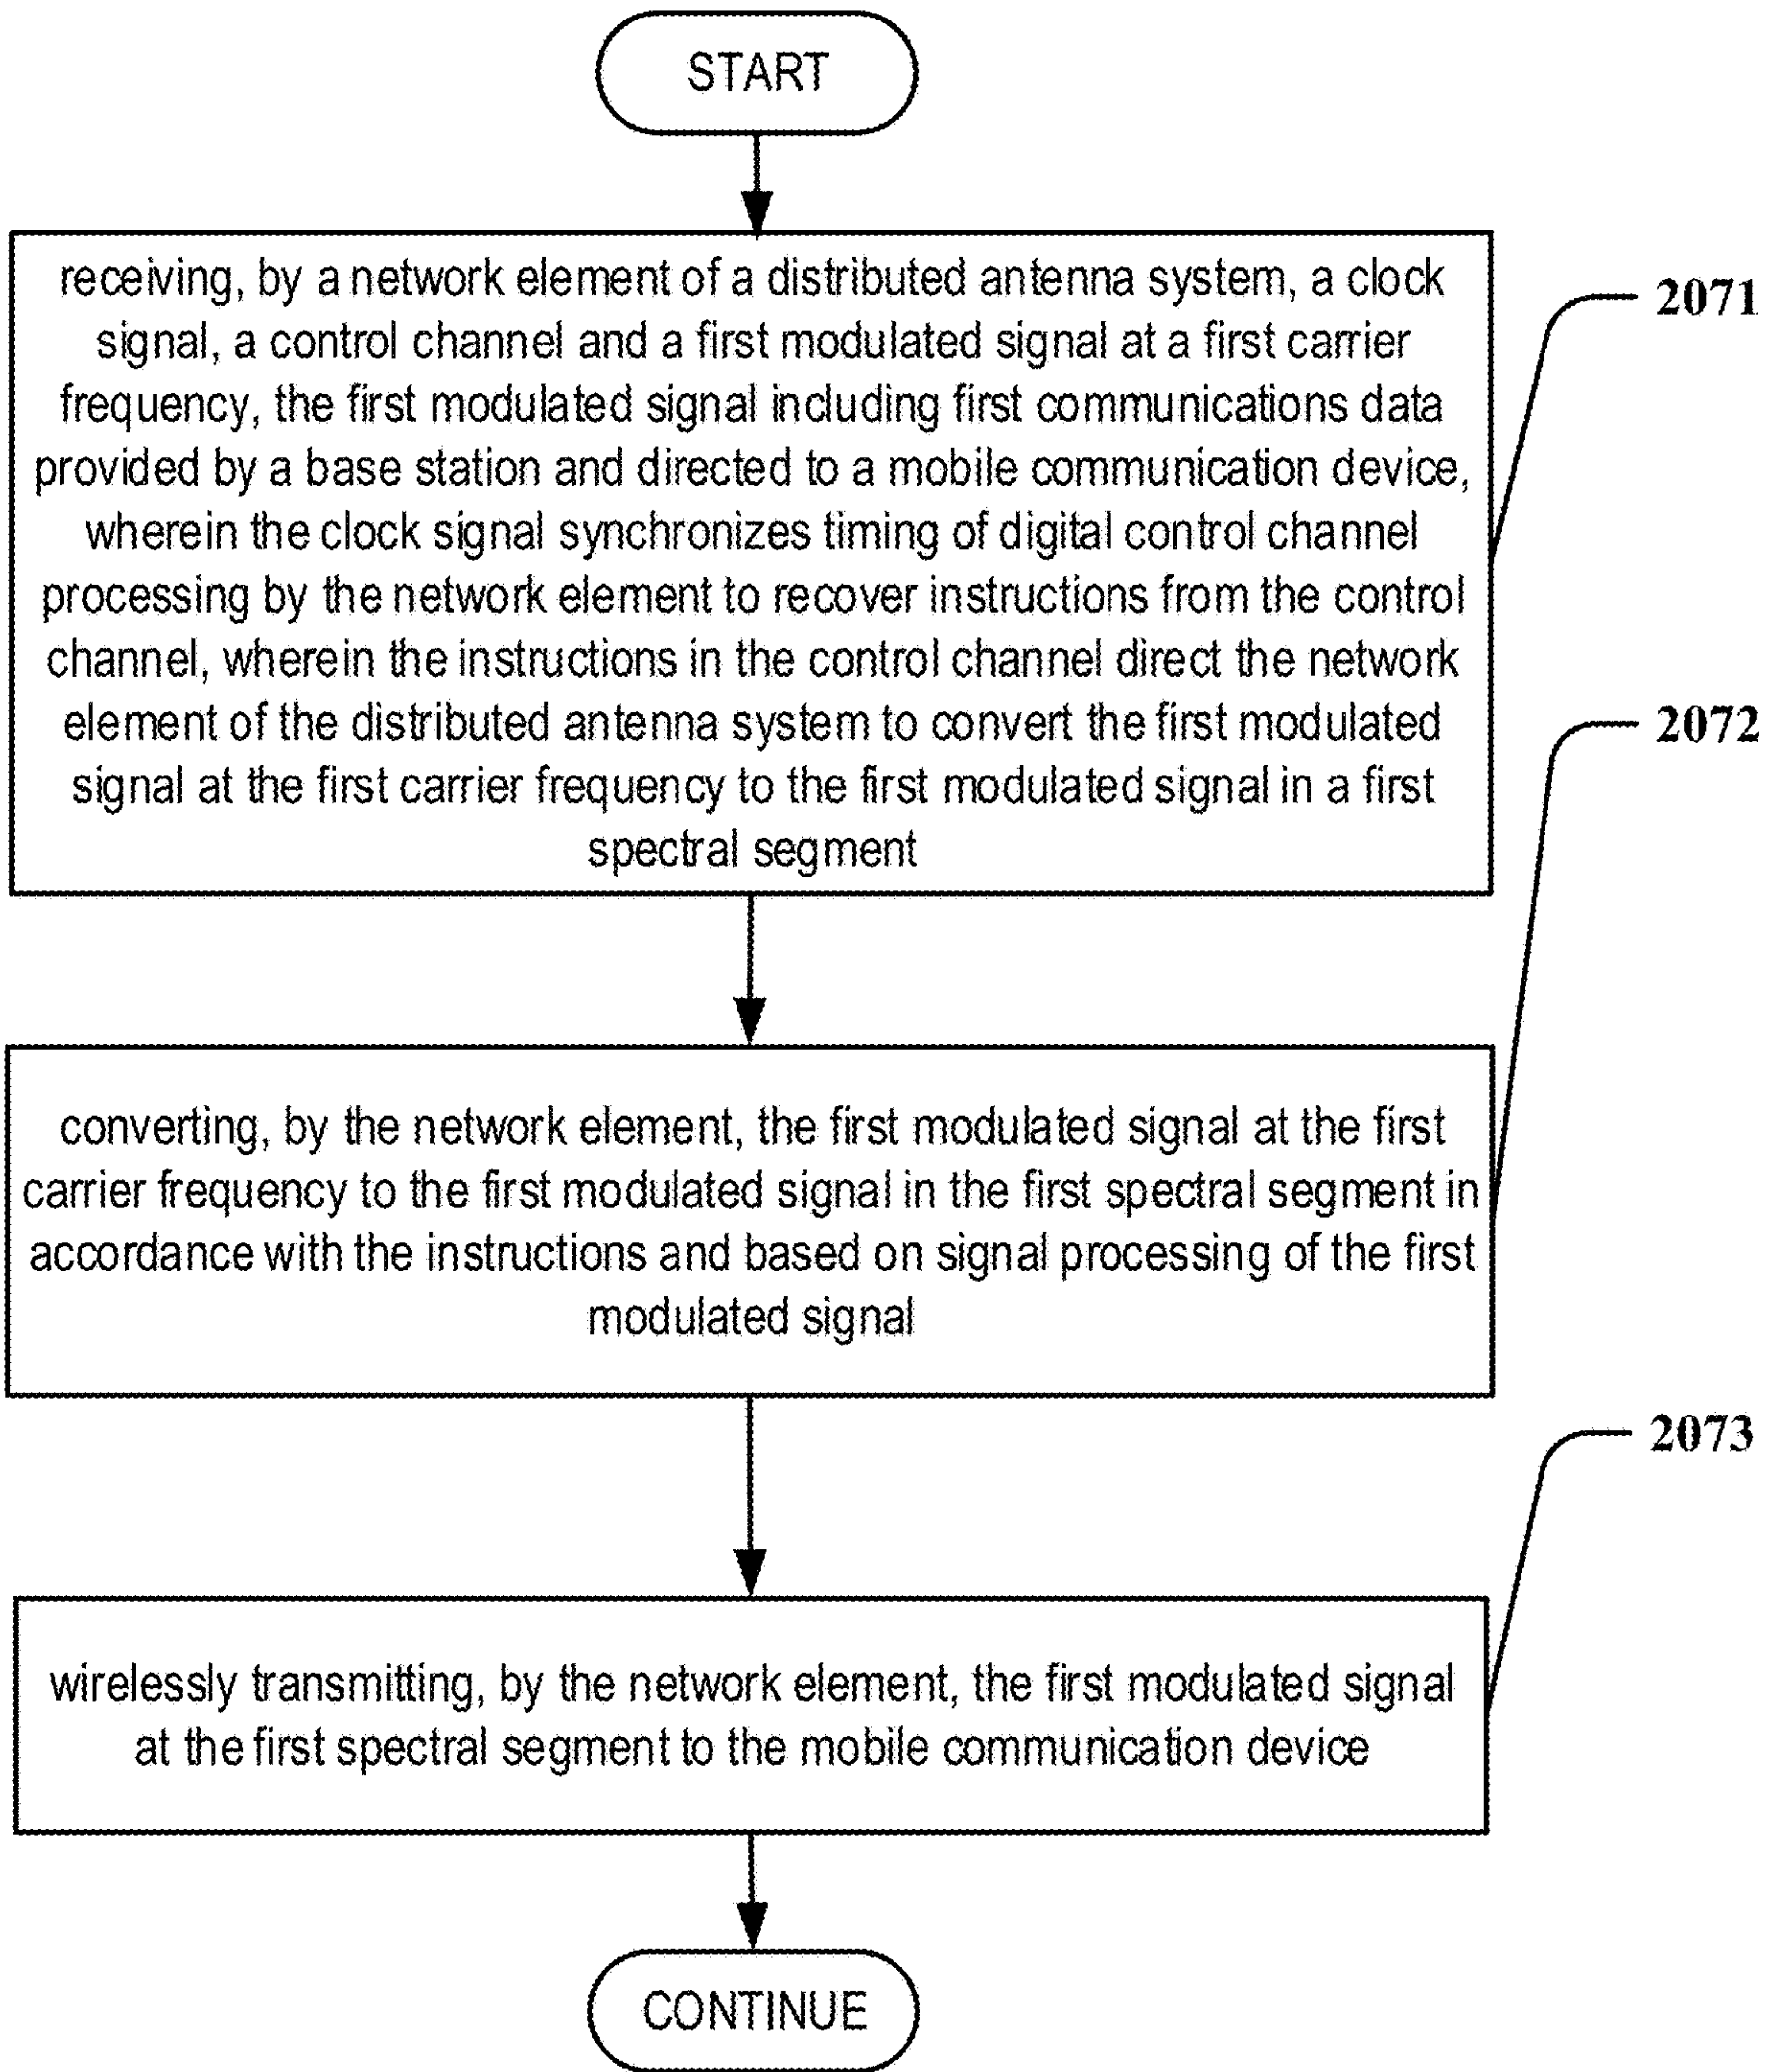 START
receiving, by a network element of a distributed antenna system, a clock
signal, a control channel and a first modulated signal at a first carrier
frequency, the first modulated signal including first communications data
provided by a base station and directed to a mobile communication device,
wherein the clock signal synchronizes timing of digital control channel
processing by the network element to recover instructions from the control
channel, wherein the instructions in the control channel direct the network
element of the distributed antenna system to convert the first modulated
signal at the first carrier frequency to the first modulated signal in a first
spectral segment
2071
converting, by the network element, the first modulated signal at the first
carrier frequency to the first modulated signal in the first spectral segment in
accordance with the instructions and based on signal processing of the first
modulated signal
2072
wirelessly transmitting, by the network element, the first modulated signal
at the first spectral segment to the mobile communication device
2073
CONTINUE